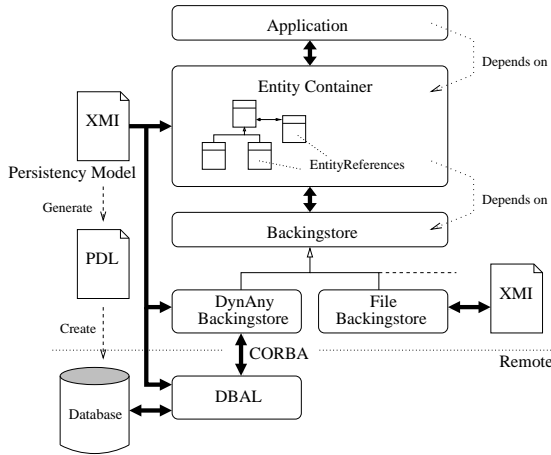 Application
Depends on
Entity Container
XMI
EntityReferences
Persistency Model
Generate
Depends on
Backingstore
PDL
DynAny
Backingstore
File
Backingstore
XMI
Create
CORBA
Remote
DBAL
Database